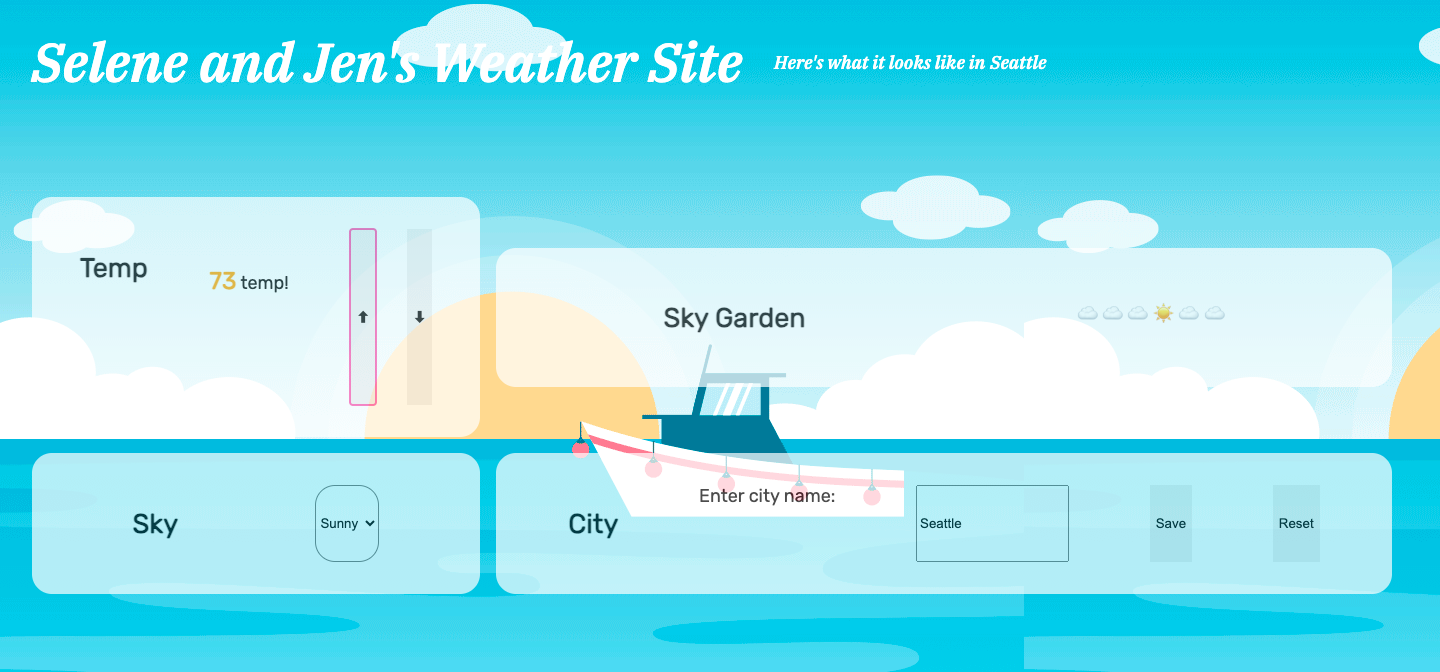 Selene and Jen's Weather Site
Here's what it looks like in Seattle
Temp
73 temp!
⬆
⬇
Sky Garden
☁️☁️☁️☀️☁️☁️
Sky
Sunny
City
Enter city name:
Seattle
Save
Reset